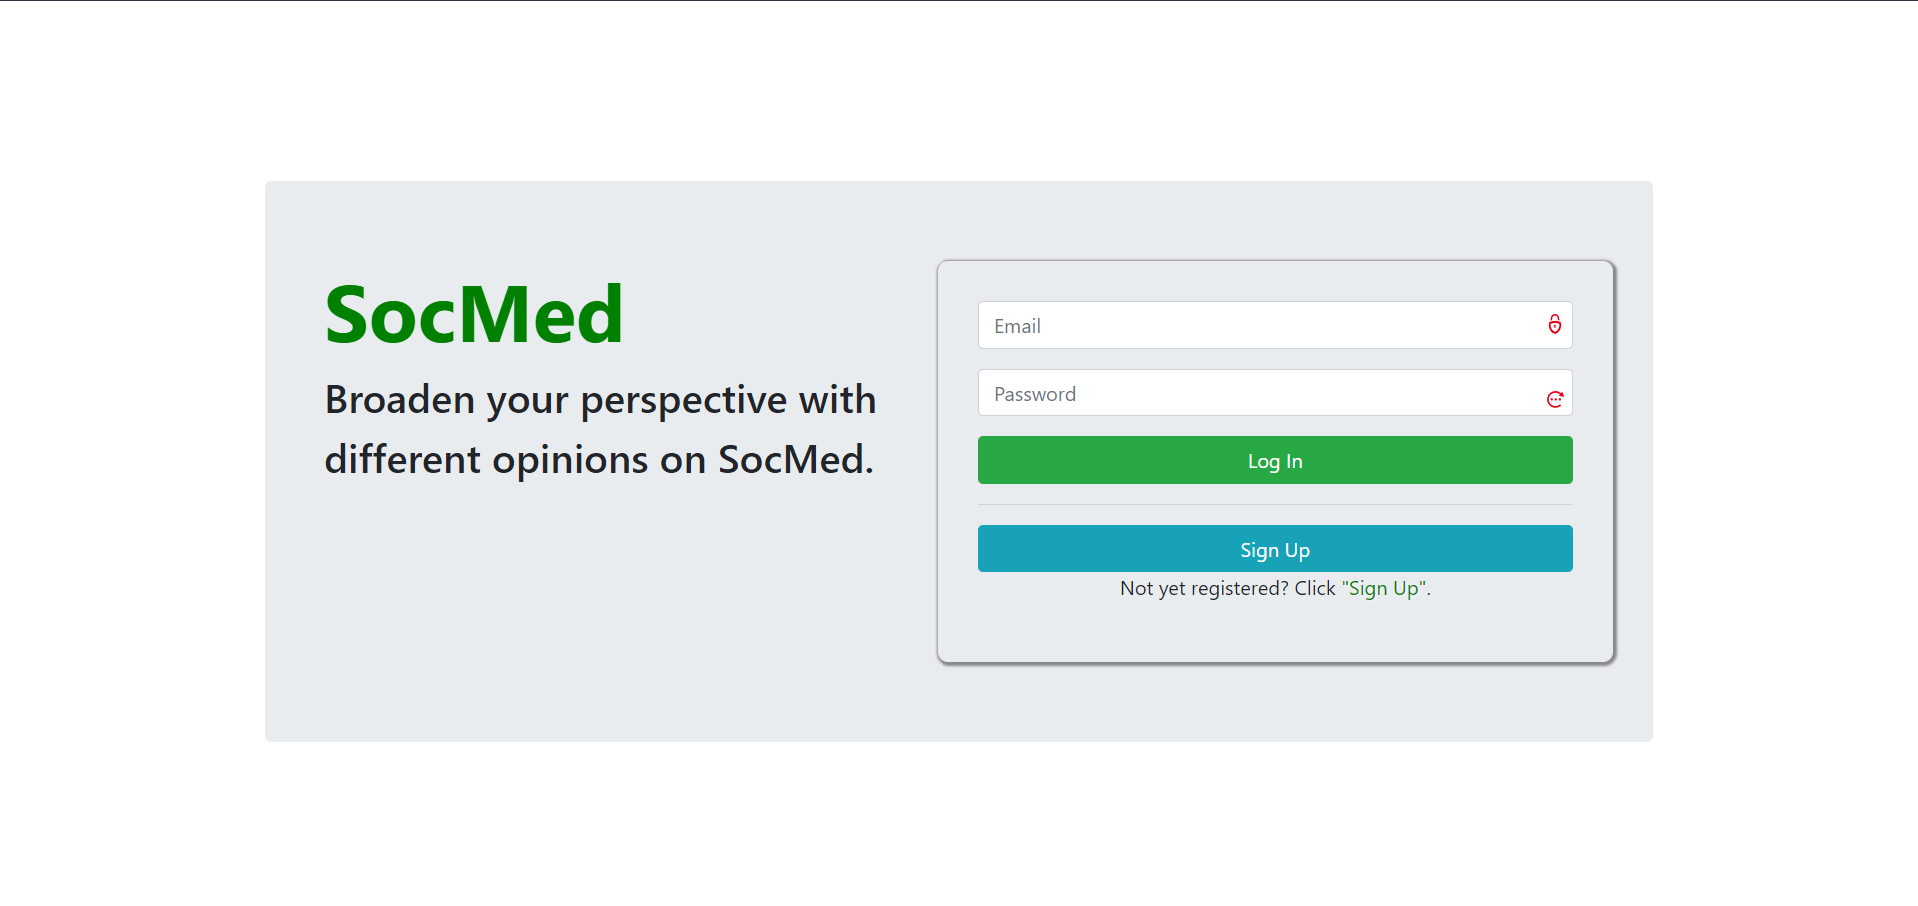 SocMed
Broaden your perspective with
different opinions on SocMed.
Email
Password
Log In
Sign Up
Not yet registered? Click "Sign Up".